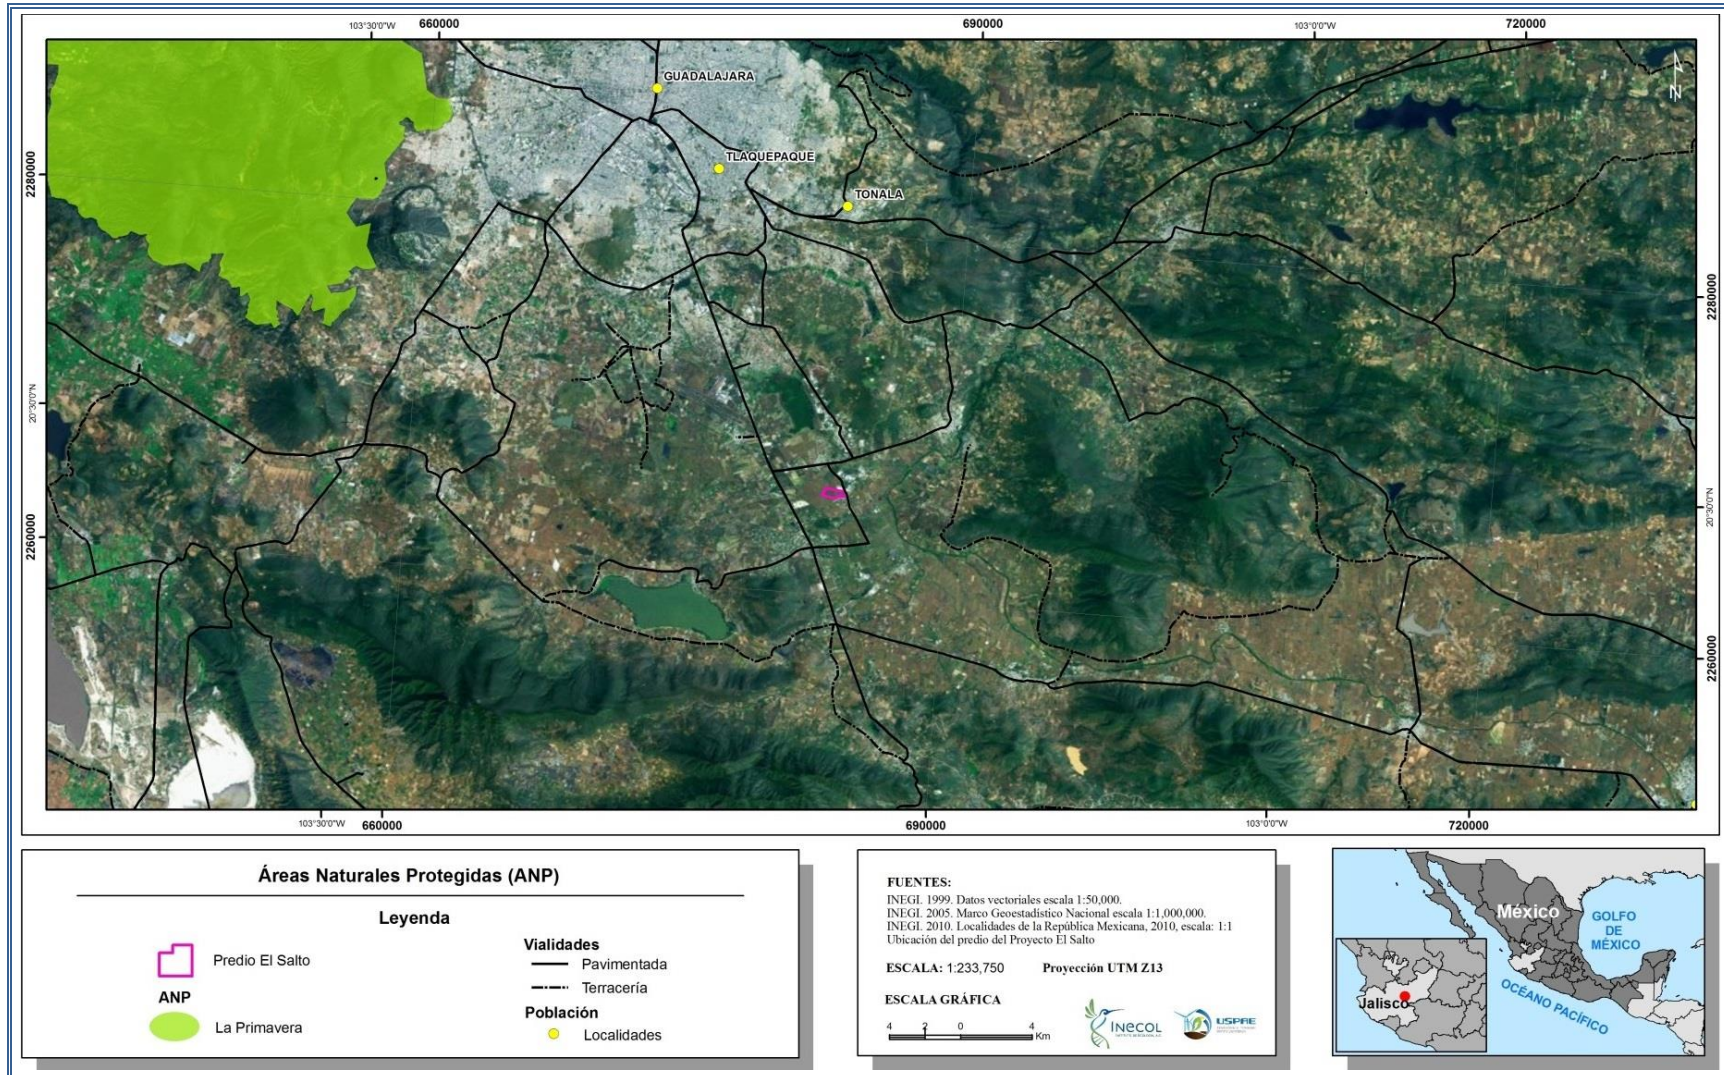 103°30'0"W
660000
690000
103°0'0"W
720000
GUADALAJARA
N
TLAQUEPAQUE
TONALA
2280000
2280000
20°30'0"N
20°30'0"N
2260000
2260000
103°30'0"W
660000
690000
103°0'0"W
720000
Áreas Naturales Protegidas (ANP)
Leyenda
Predio El Salto
ANP
La Primavera
Vialidades
Pavimentada
Terracería
Población
Localidades
FUENTES:
INEGI. 1999. Datos vectoriales escala 1:50,000.
INEGI. 2005. Marco Geoestadístico Nacional escala 1:1,000,000.
INEGI. 2010. Localidades de la República Mexicana, 2010, escala: 1:1
Ubicación del predio del Proyecto El Salto
ESCALA: 1:233,750 Proyección UTM Z13
ESCALA GRÁFICA
4 2 0 4
Km
INECOL
USPAE
México
GOLFO
DE
MÉXICO
OCÉANO PACÍFICO
Jalisco